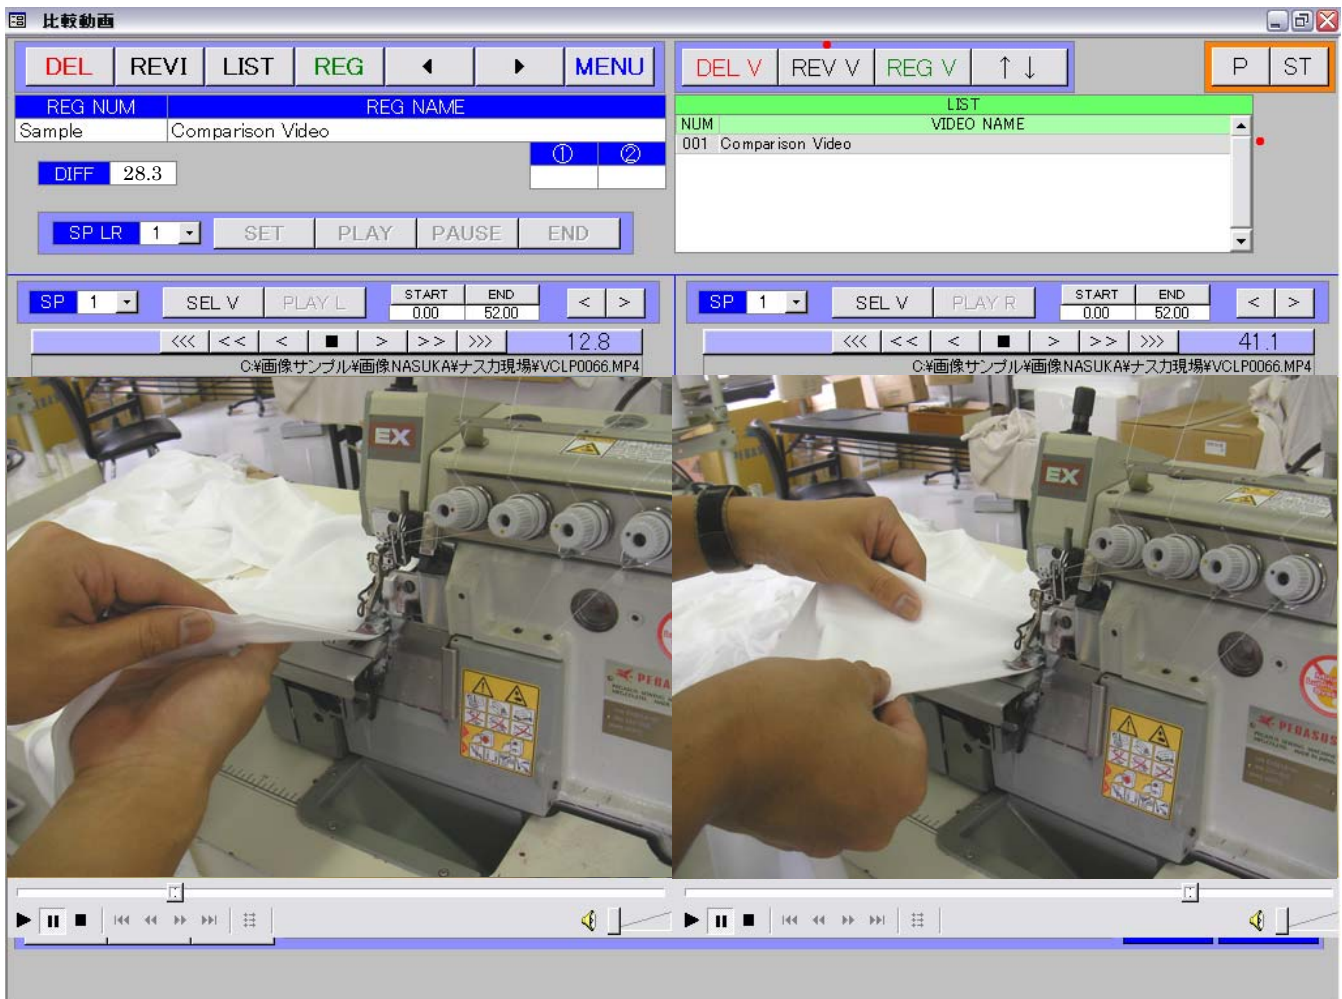 比較動画
DEL REVI LIST REG ◀ ▶ MENU
DEL V REV V REG V ↑↓
P ST
REG NUM REG NAME
Sample Comparison Video
① ②
DIFF 28.3
LIST
NUM VIDEO NAME
001 Comparison Video
SP LR 1 SET PLAY PAUSE END
SP 1 SEL V PLAY L START END < >
0.00 52.00
<<< << < ■ > >> >>> 12.8
C:¥画像サンプル¥画像NASUKA¥ナスカ現場¥VCLP0066.MP4
SP 1 SEL V PLAY R START END < >
0.00 52.00
<<< << < ■ > >> >>> 41.1
C:¥画像サンプル¥画像NASUKA¥ナスカ現場¥VCLP0066.MP4
EX
PEGA
EX
PEGASUS